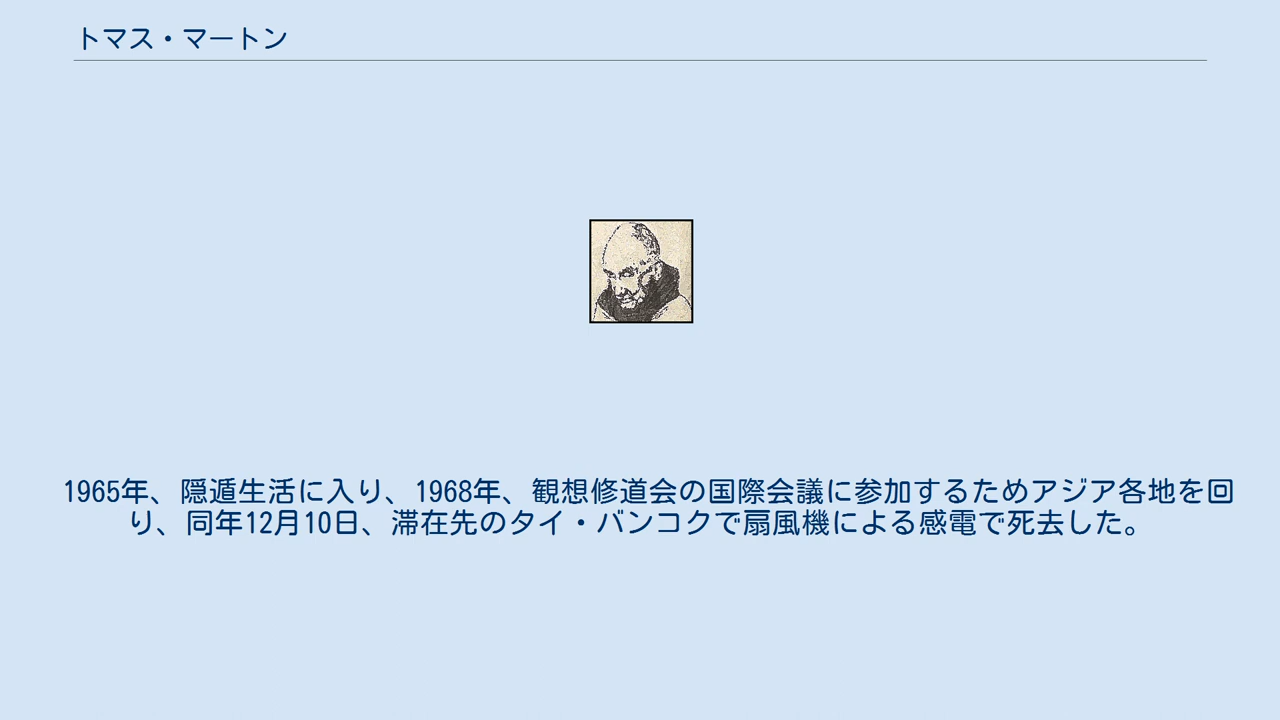 トマス・マートン
1965年、隠遁生活に入り、1968年、観想修道会の国際会議に参加するためアジア各地を回
り、同年12月10日、滞在先のタイ・バンコクで扇風機による感電で死去した。